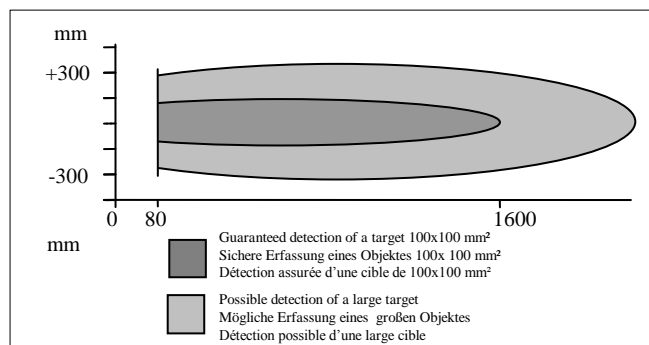 mm
+300
-300
0 80 1600
mm
Guaranteed detection of a target 100x100 mm²
Sichere Erfassung eines Objektes 100x 100 mm²
Détection assurée d'une cible de 100x100 mm²
Possible detection of a large target
Mögliche Erfassung eines großen Objektes
Détection possible d'une large cible